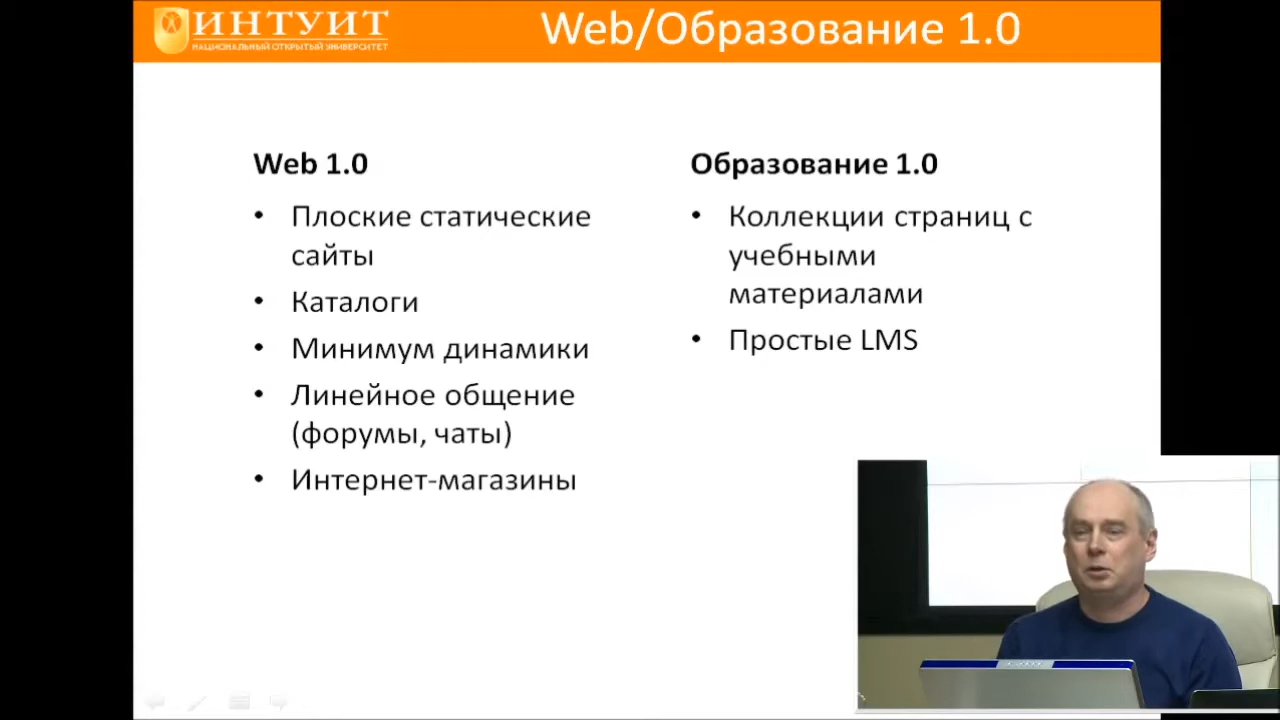 ИНТУИТ
НАЦИОНАЛЬНЫЙ ОТКРЫТЫЙ УНИВЕРСИТЕТ
Web/Образование 1.0
Web 1.0
• Плоские статические
сайты
• Каталоги
• Минимум динамики
• Линейное общение
(форумы, чаты)
• Интернет-магазины
Образование 1.0
• Коллекции страниц с
учебными
материалами
• Простые LMS